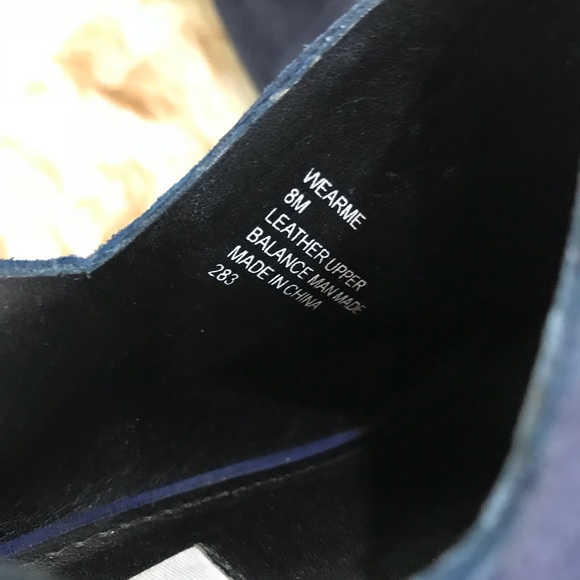 WEARME
8M
LEATHER UPPER
BALANCE MAN MADE
MADE IN CHINA
283